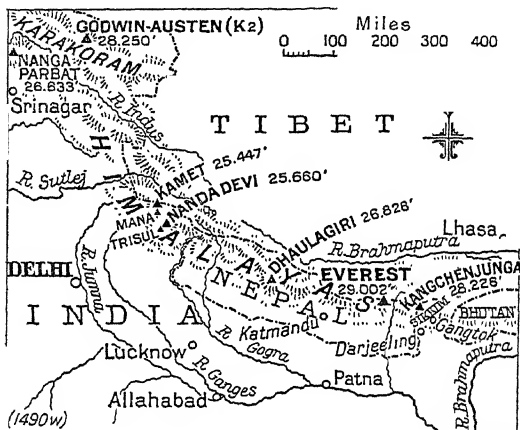 GODWIN-AUSTEN (K2)
28.250'
Miles
0 100 200 300 400
KARAKORAM
NANGA
PARBAT
26.633'
Srinagar
R. Indus
TIBET
HIMALAYAS
R. Sutlej
KAMET 25.447'
NANDA DEVI 25.660'
MANA
TRISUL
DHAULAGIRI 26.826'
Lhasa
R. Brahmaputra
DELHI
R. Jumna
NEPAL
EVEREST
29.002'
KANGCHENJUNGA
28.226'
SIKKIM
BHUTAN
Gangtok
INDIA
Katmandu
Darjeeling
R. Gogra
Lucknow
R. Ganges
Patna
Allahabad
R. Brahmaputra
(1490w)